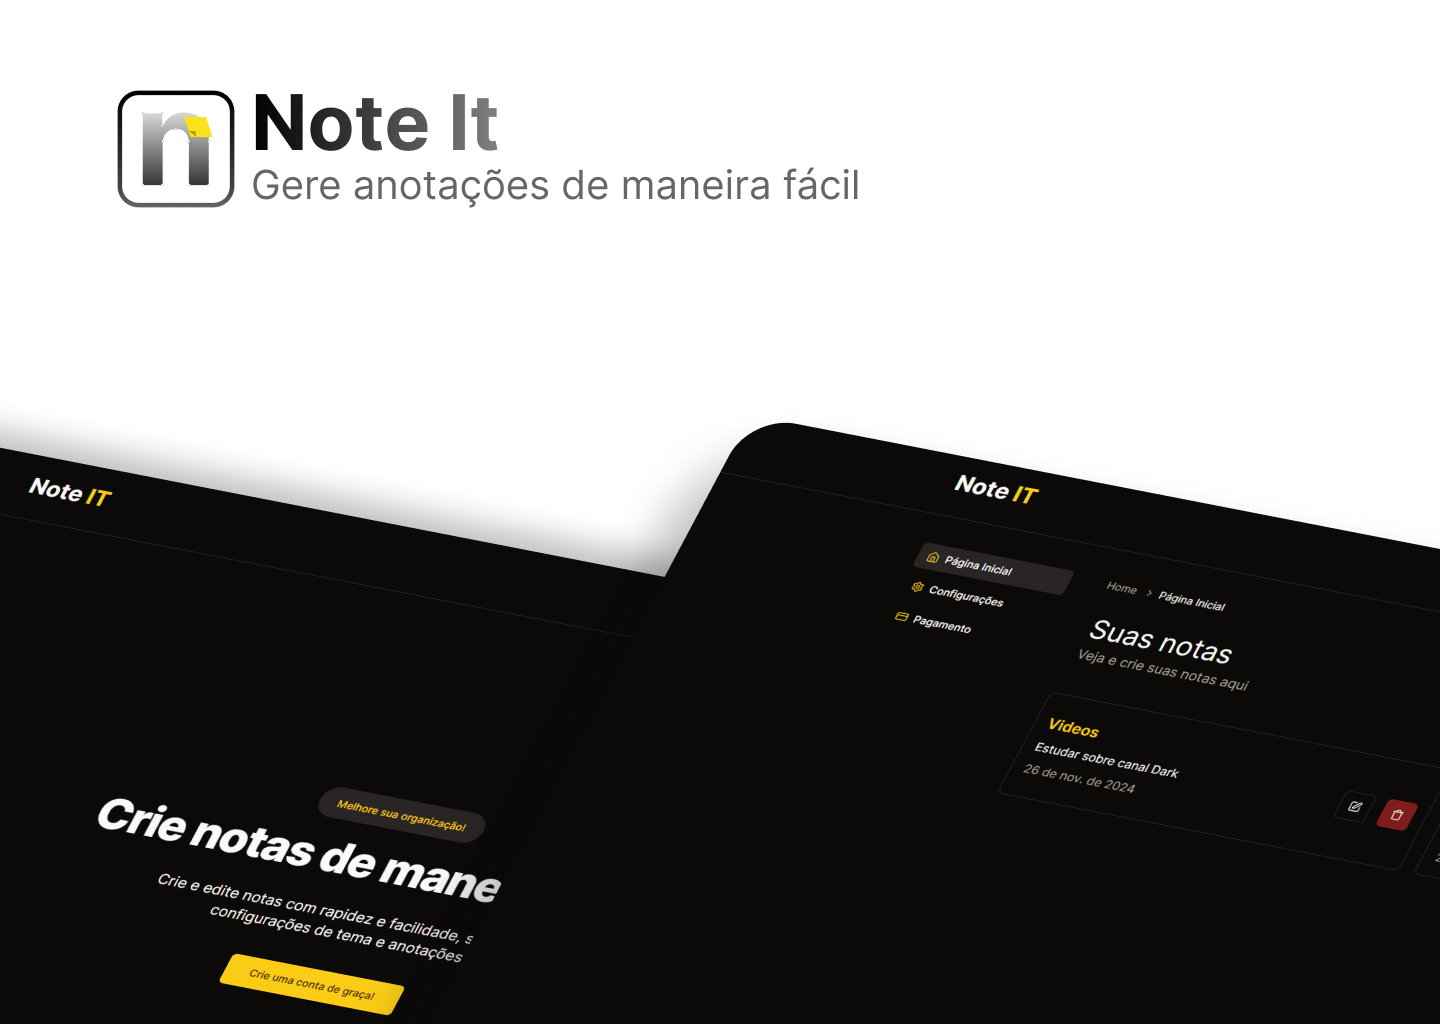 n
Note It
Gere anotações de maneira fácil
Note IT
Melhore sua organização!
Crie notas de mane
Crie e edite notas com rapidez e facilidade, s
configurações de tema e anotações
Crie uma conta de graça!
Note IT
Página Inicial
Configurações
Pagamento
Home > Página Inicial
Suas notas
Veja e crie suas notas aqui
Videos
Estudar sobre canal Dark
26 de nov. de 2024